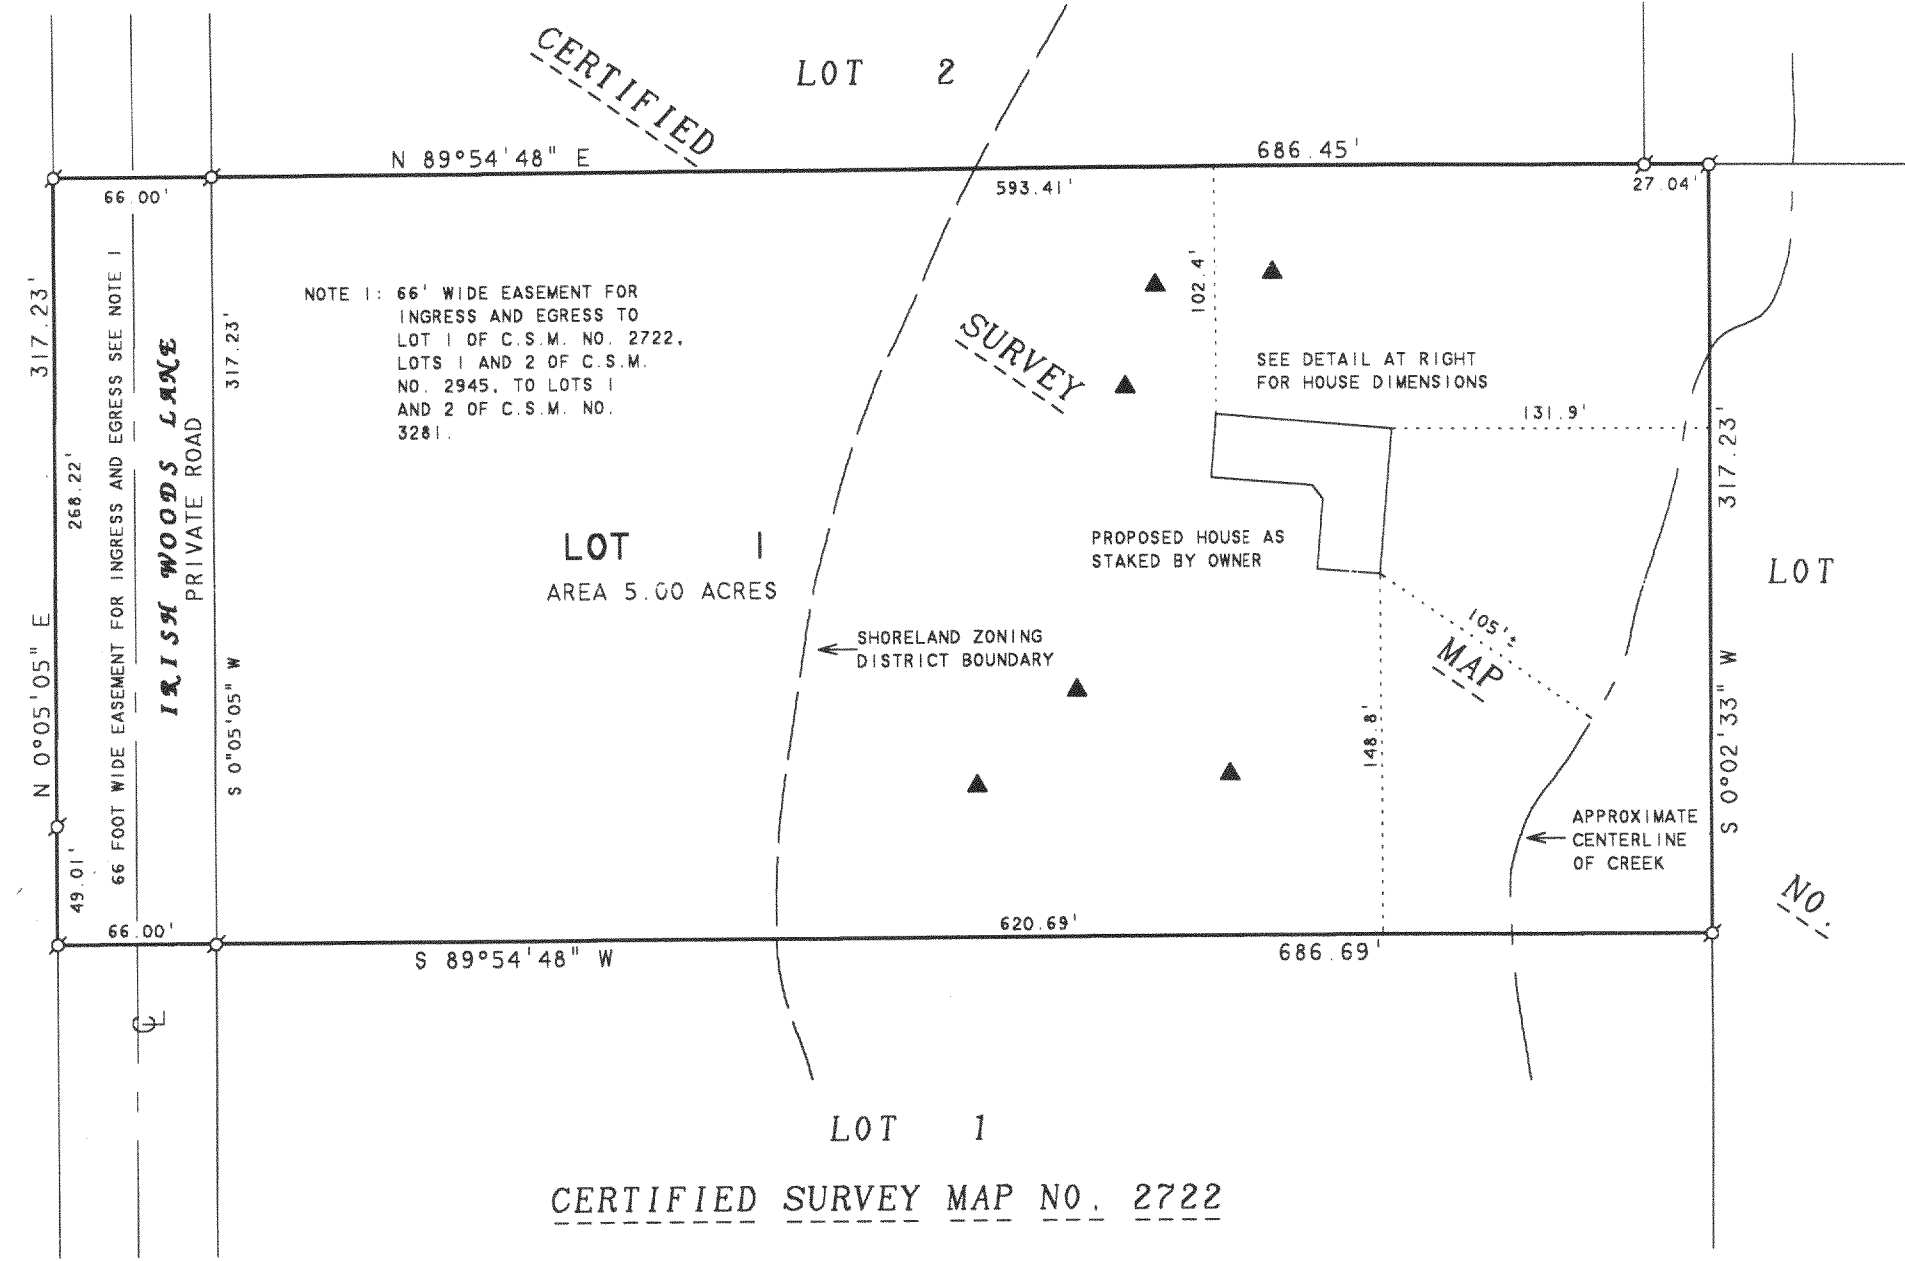 CERTIFIED
LOT 2
N 89°54'48" E
686.45'
66.00'
593.41'
27.04'
317.23'
268.22'
N 0°05'05" E
49.01'
66 FOOT WIDE EASEMENT FOR INGRESS AND EGRESS SEE NOTE 1
IRISH WOODS LANE
PRIVATE ROAD
317.23'
S 0°05'05" W
NOTE 1: 66' WIDE EASEMENT FOR
INGRESS AND EGRESS TO
LOT 1 OF C.S.M. NO. 2722,
LOTS 1 AND 2 OF C.S.M.
NO. 2945, TO LOTS 1
AND 2 OF C.S.M. NO.
3281.
102.4'
SURVEY
SEE DETAIL AT RIGHT
FOR HOUSE DIMENSIONS
131.9'
317.23'
LOT 1
AREA 5.00 ACRES
PROPOSED HOUSE AS
STAKED BY OWNER
LOT
SHORELAND ZONING
DISTRICT BOUNDARY
105'±
MAP
148.8'
S 0°02'33" W
APPROXIMATE
CENTERLINE
OF CREEK
NO.
66.00'
620.69'
S 89°54'48" W
686.69'
LOT 1
CERTIFIED SURVEY MAP NO. 2722